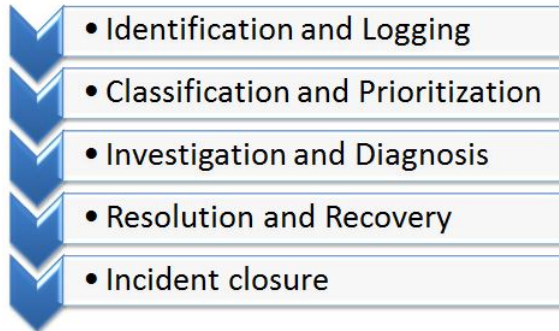 • Identification and Logging
• Classification and Prioritization
• Investigation and Diagnosis
• Resolution and Recovery
• Incident closure